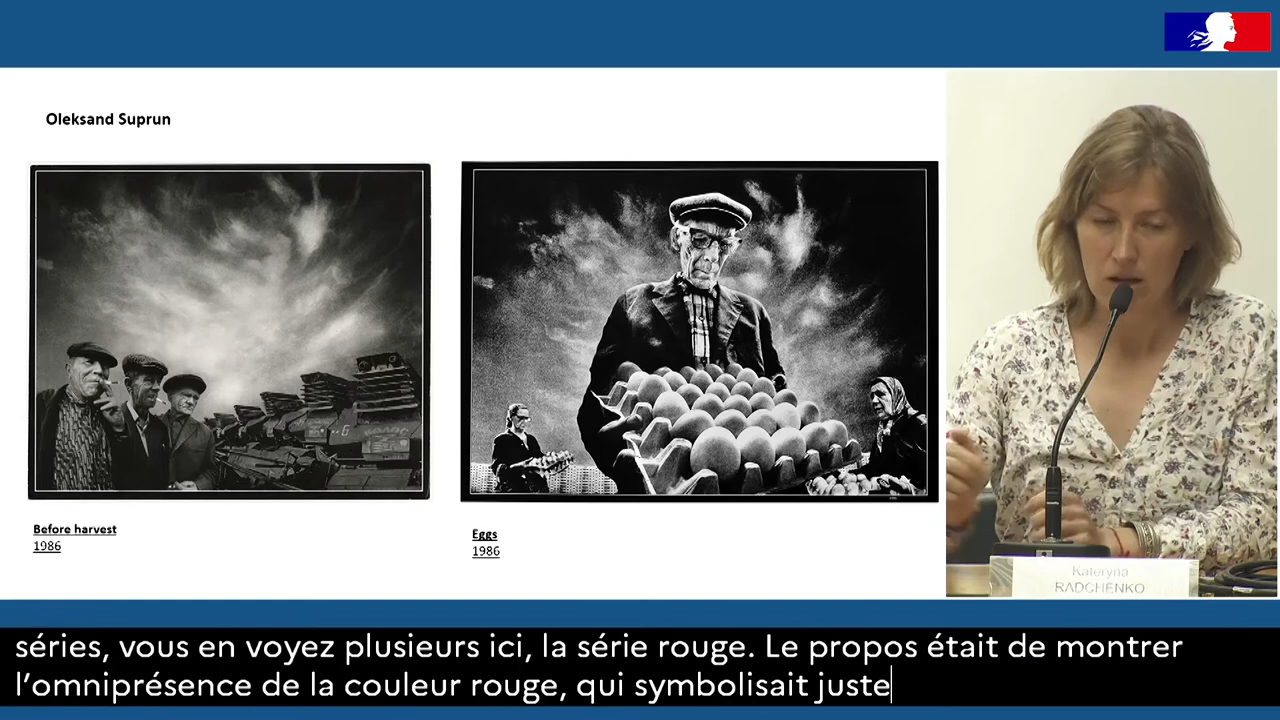 Oleksand Suprun
Before harvest
1986
Eggs
1986
Kateryna
RADCHENKO
séries, vous en voyez plusieurs ici, la série rouge. Le propos était de montrer
l’omniprésence de la couleur rouge, qui symbolisait juste